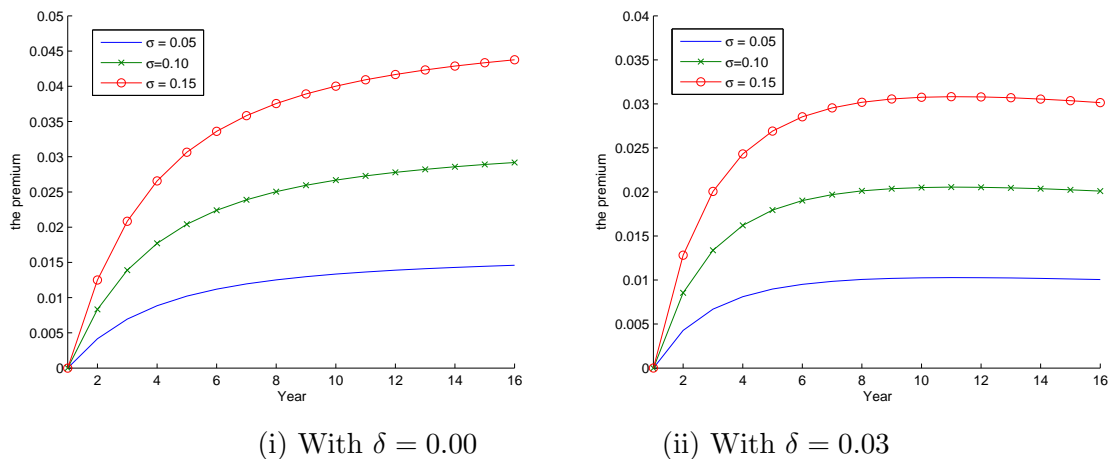 0.05
0.045
0.04
0.035
0.03
0.025
0.02
0.015
0.01
0.005
0
the premium
σ = 0.05
σ=0.10
σ = 0.15
2 4 6 8 10 12 14 16
Year
(i) With δ = 0.00
0.04
0.035
0.03
0.025
0.02
0.015
0.01
0.005
0
the premium
σ = 0.05
σ=0.10
σ = 0.15
2 4 6 8 10 12 14 16
Year
(ii) With δ = 0.03